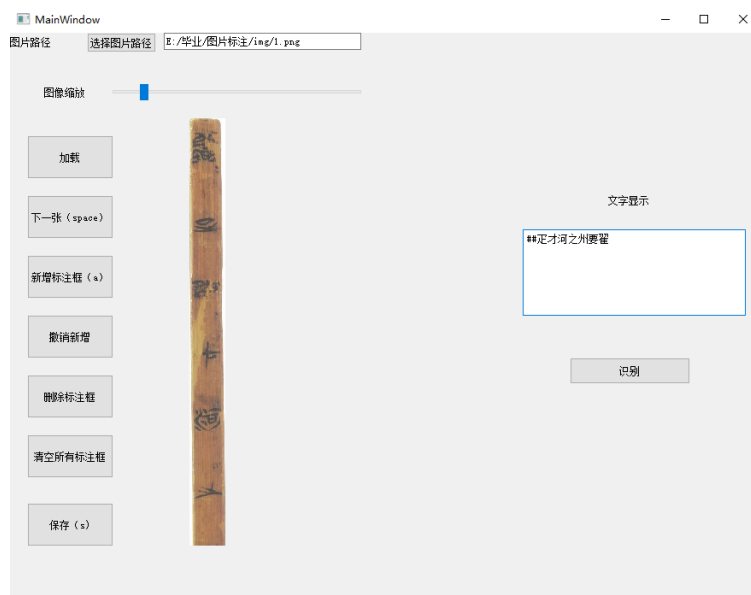 MainWindow
图片路径
选择图片路径
E:/毕业/图片标注/img/1.png
图像缩放
加载
下一张（space）
新增标注框（a）
撤销新增
删除标注框
清空所有标注框
保存（s）
文字显示
##疋才河之州要翟
识别